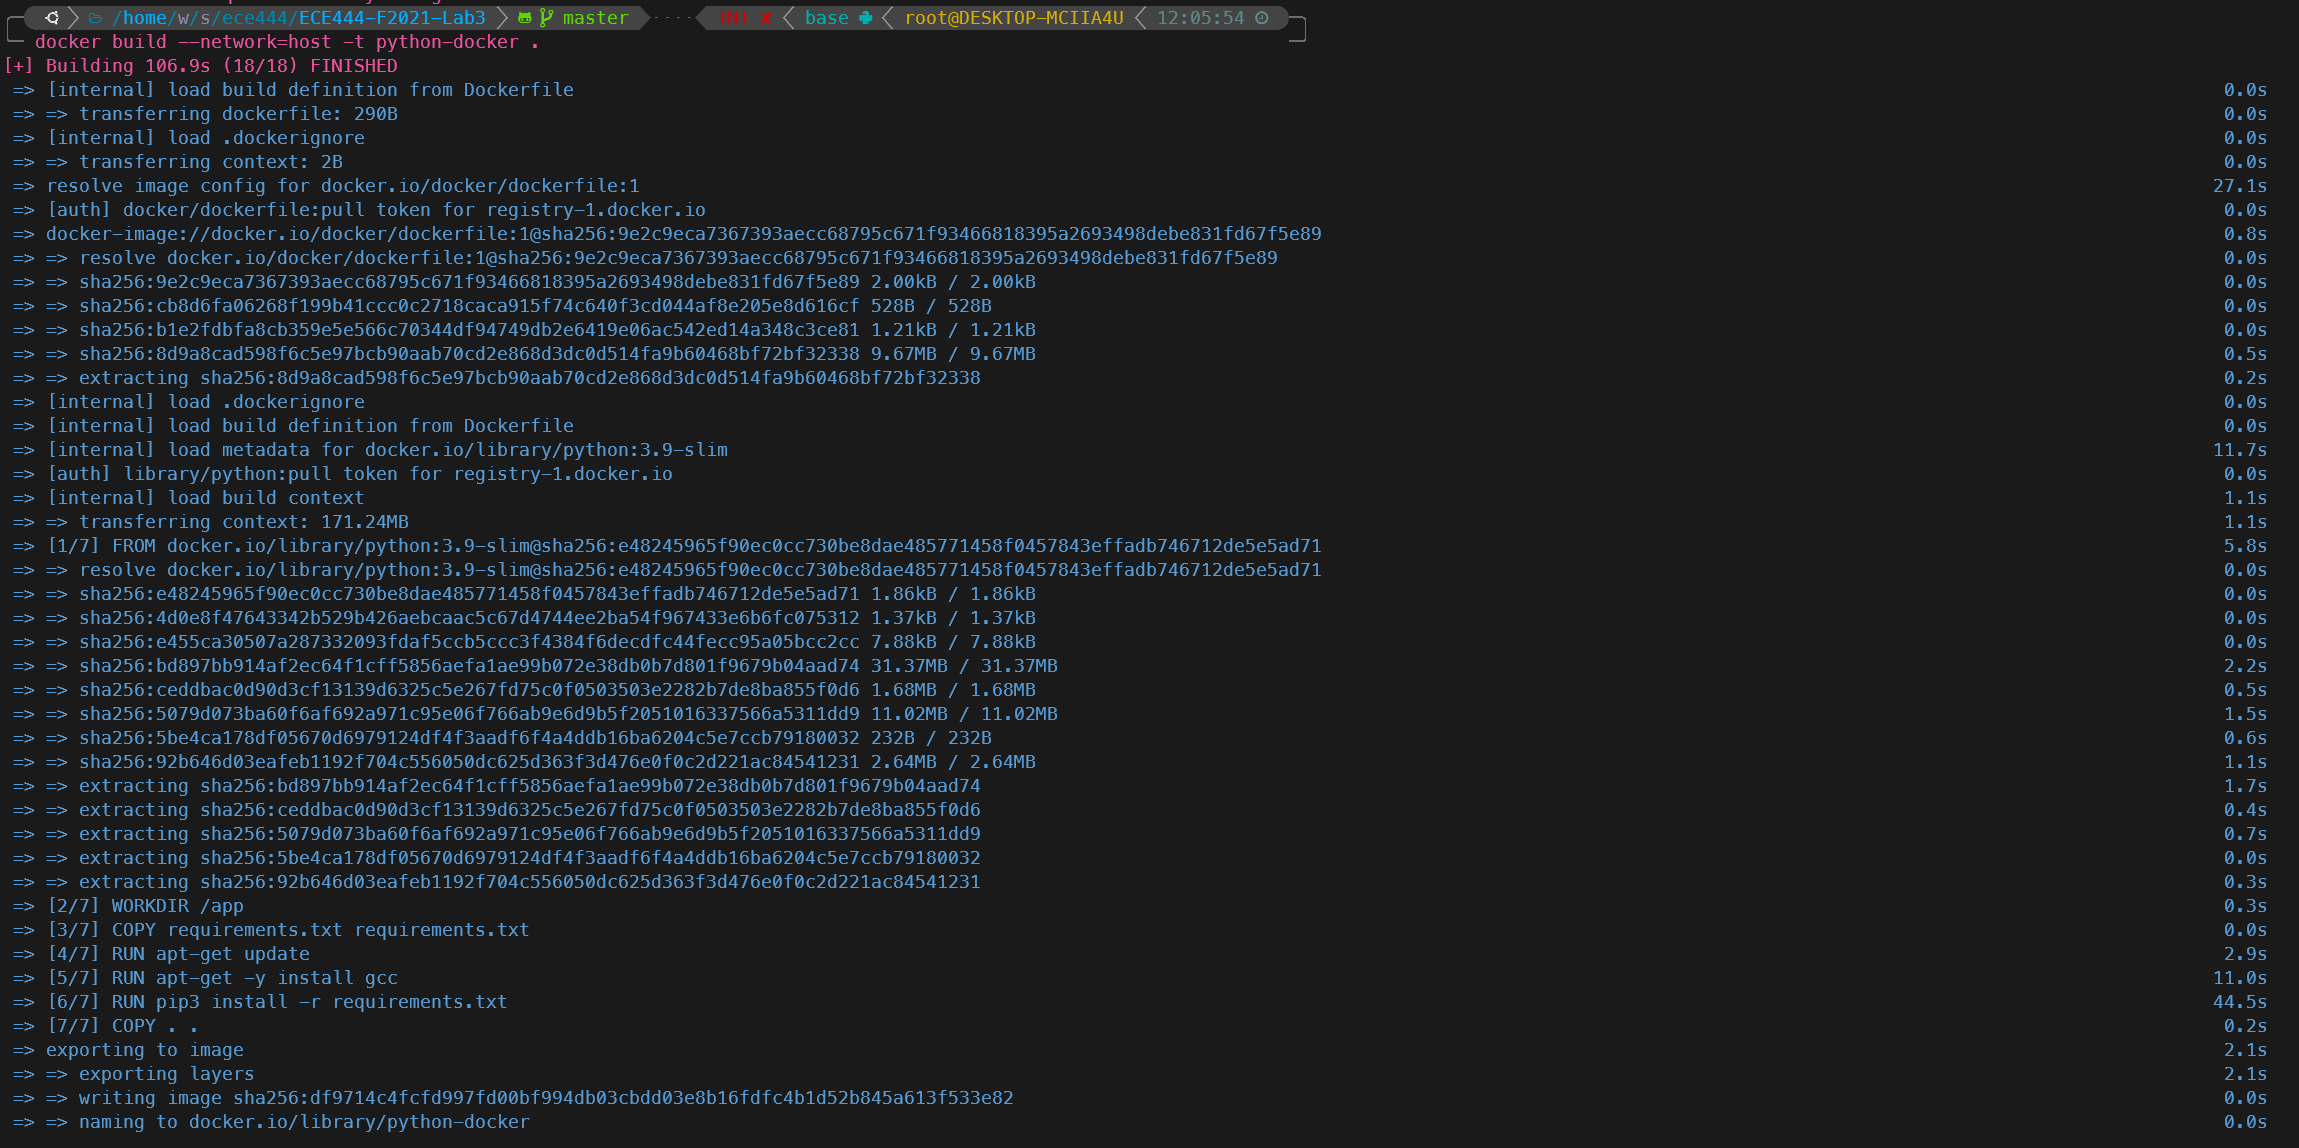 /home/w/s/ece444/ECE444-F2021-Lab3 master INT ✘ base root@DESKTOP-MCIIA4U 12:05:54
docker build --network=host -t python-docker .
[+] Building 106.9s (18/18) FINISHED
=> [internal] load build definition from Dockerfile 0.0s
=> => transferring dockerfile: 290B 0.0s
=> [internal] load .dockerignore 0.0s
=> => transferring context: 2B 0.0s
=> resolve image config for docker.io/docker/dockerfile:1 27.1s
=> [auth] docker/dockerfile:pull token for registry-1.docker.io 0.0s
=> docker-image://docker.io/docker/dockerfile:1@sha256:9e2c9eca7367393aecc68795c671f93466818395a2693498debe831fd67f5e89 0.8s
=> => resolve docker.io/docker/dockerfile:1@sha256:9e2c9eca7367393aecc68795c671f93466818395a2693498debe831fd67f5e89 0.0s
=> => sha256:9e2c9eca7367393aecc68795c671f93466818395a2693498debe831fd67f5e89 2.00kB / 2.00kB 0.0s
=> => sha256:cb8d6fa06268f199b41ccc0c2718caca915f74c640f3cd044af8e205e8d616cf 528B / 528B 0.0s
=> => sha256:b1e2fdbfa8cb359e5e566c70344df94749db2e6419e06ac542ed14a348c3ce81 1.21kB / 1.21kB 0.0s
=> => sha256:8d9a8cad598f6c5e97bcb90aab70cd2e868d3dc0d514fa9b60468bf72bf32338 9.67MB / 9.67MB 0.5s
=> => extracting sha256:8d9a8cad598f6c5e97bcb90aab70cd2e868d3dc0d514fa9b60468bf72bf32338 0.2s
=> [internal] load .dockerignore 0.0s
=> [internal] load build definition from Dockerfile 0.0s
=> [internal] load metadata for docker.io/library/python:3.9-slim 11.7s
=> [auth] library/python:pull token for registry-1.docker.io 0.0s
=> [internal] load build context 1.1s
=> => transferring context: 171.24MB 1.1s
=> [1/7] FROM docker.io/library/python:3.9-slim@sha256:e48245965f90ec0cc730be8dae485771458f0457843effadb746712de5e5ad71 5.8s
=> => resolve docker.io/library/python:3.9-slim@sha256:e48245965f90ec0cc730be8dae485771458f0457843effadb746712de5e5ad71 0.0s
=> => sha256:e48245965f90ec0cc730be8dae485771458f0457843effadb746712de5e5ad71 1.86kB / 1.86kB 0.0s
=> => sha256:4d0e8f47643342b529b426aebcaac5c67d4744ee2ba54f967433e6b6fc075312 1.37kB / 1.37kB 0.0s
=> => sha256:e455ca30507a287332093fdaf5ccb5ccc3f4384f6decdfc44fecc95a05bcc2cc 7.88kB / 7.88kB 0.0s
=> => sha256:bd897bb914af2ec64f1cff5856aefa1ae99b072e38db0b7d801f9679b04aad74 31.37MB / 31.37MB 2.2s
=> => sha256:ceddbac0d90d3cf13139d6325c5e267fd75c0f0503503e2282b7de8ba855f0d6 1.68MB / 1.68MB 0.5s
=> => sha256:5079d073ba60f6af692a971c95e06f766ab9e6d9b5f2051016337566a5311dd9 11.02MB / 11.02MB 1.5s
=> => sha256:5be4ca178df05670d6979124df4f3aadf6f4a4ddb16ba6204c5e7ccb79180032 232B / 232B 0.6s
=> => sha256:92b646d03eafeb1192f704c556050dc625d363f3d476e0f0c2d221ac84541231 2.64MB / 2.64MB 1.1s
=> => extracting sha256:bd897bb914af2ec64f1cff5856aefa1ae99b072e38db0b7d801f9679b04aad74 1.7s
=> => extracting sha256:ceddbac0d90d3cf13139d6325c5e267fd75c0f0503503e2282b7de8ba855f0d6 0.4s
=> => extracting sha256:5079d073ba60f6af692a971c95e06f766ab9e6d9b5f2051016337566a5311dd9 0.7s
=> => extracting sha256:5be4ca178df05670d6979124df4f3aadf6f4a4ddb16ba6204c5e7ccb79180032 0.0s
=> => extracting sha256:92b646d03eafeb1192f704c556050dc625d363f3d476e0f0c2d221ac84541231 0.3s
=> [2/7] WORKDIR /app 0.3s
=> [3/7] COPY requirements.txt requirements.txt 0.0s
=> [4/7] RUN apt-get update 2.9s
=> [5/7] RUN apt-get -y install gcc 11.0s
=> [6/7] RUN pip3 install -r requirements.txt 44.5s
=> [7/7] COPY . . 0.2s
=> exporting to image 2.1s
=> => exporting layers 2.1s
=> => writing image sha256:df9714c4fcfd997fd00bf994db03cbdd03e8b16fdfc4b1d52b845a613f533e82 0.0s
=> => naming to docker.io/library/python-docker 0.0s